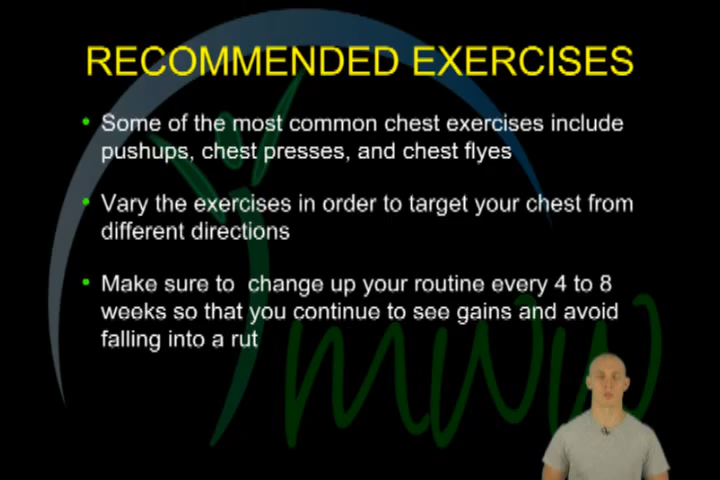 RECOMMENDED EXERCISES
• Some of the most common chest exercises include
pushups, chest presses, and chest flyes
• Vary the exercises in order to target your chest from
different directions
• Make sure to  change up your routine every 4 to 8
weeks so that you continue to see gains and avoid
falling into a rut
mww